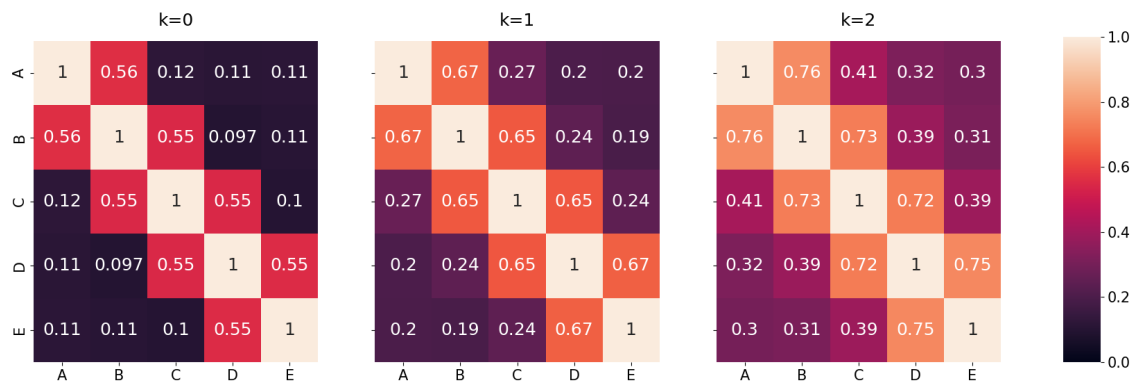 k=0 k=1 k=2
1.0
A 1 0.56 0.12 0.11 0.11 1 0.67 0.27 0.2 0.2 1 0.76 0.41 0.32 0.3
0.8
B 0.56 1 0.55 0.097 0.11 0.67 1 0.65 0.24 0.19 0.76 1 0.73 0.39 0.31
0.6
C 0.12 0.55 1 0.55 0.1 0.27 0.65 1 0.65 0.24 0.41 0.73 1 0.72 0.39
0.4
D 0.11 0.097 0.55 1 0.55 0.2 0.24 0.65 1 0.67 0.32 0.39 0.72 1 0.75
0.2
E 0.11 0.11 0.1 0.55 1 0.2 0.19 0.24 0.67 1 0.3 0.31 0.39 0.75 1
0.0
A B C D E A B C D E A B C D E